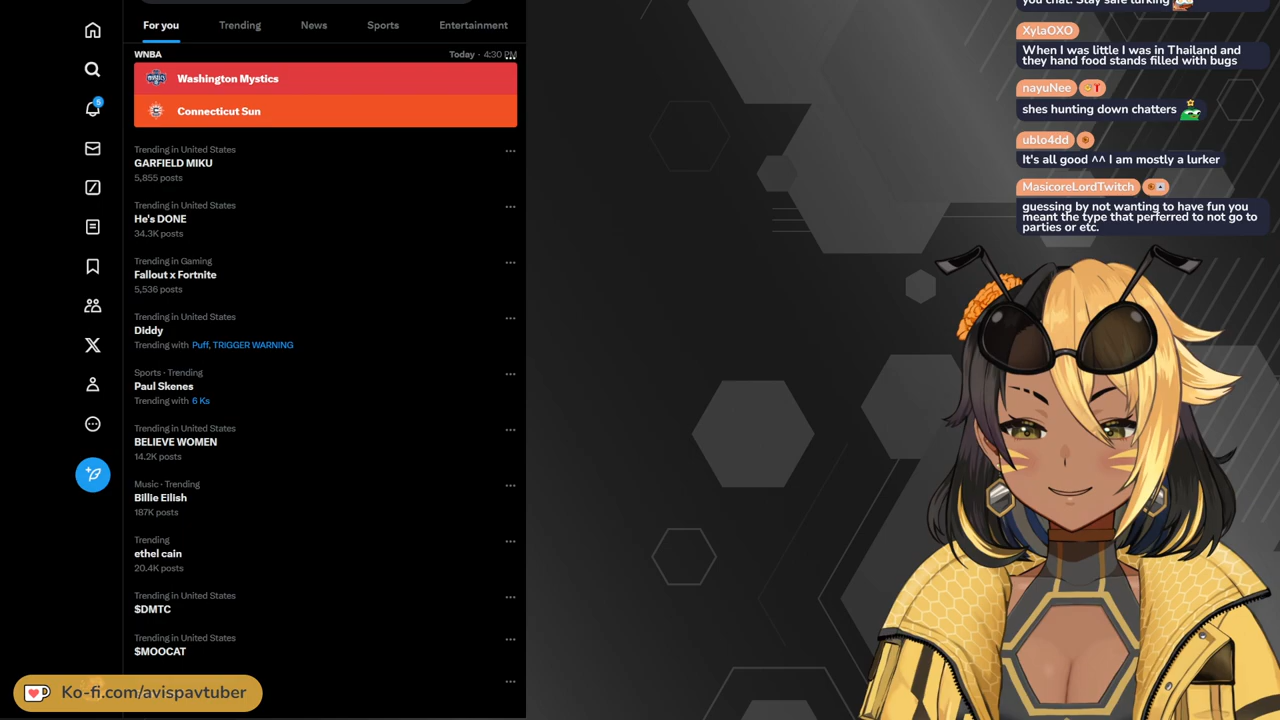 For you
Trending
News
Sports
Entertainment
WNBA
Today · 4:30 PM
Washington Mystics
Connecticut Sun
Trending in United States
GARFIELD MIKU
5,855 posts
Trending in United States
He's DONE
34.3K posts
Trending in Gaming
Fallout x Fortnite
5,536 posts
Trending in United States
Diddy
Trending with Puff, TRIGGER WARNING
Sports · Trending
Paul Skenes
Trending with 6 Ks
Trending in United States
BELIEVE WOMEN
14.2K posts
Music · Trending
Billie Eilish
187K posts
Trending
ethel cain
20.4K posts
Trending in United States
$DMTC
Trending in United States
$MOOCAT
Ko-fi.com/avispavtuber
you chat. Stay safe lurking
XylaOXO
When I was little I was in Thailand and
they hand food stands filled with bugs
nayuNee
shes hunting down chatters
ublo4dd
It's all good ^^ I am mostly a lurker
MasicoreLordTwitch
guessing by not wanting to have fun you
meant the type that perferred to not go to
parties or etc.